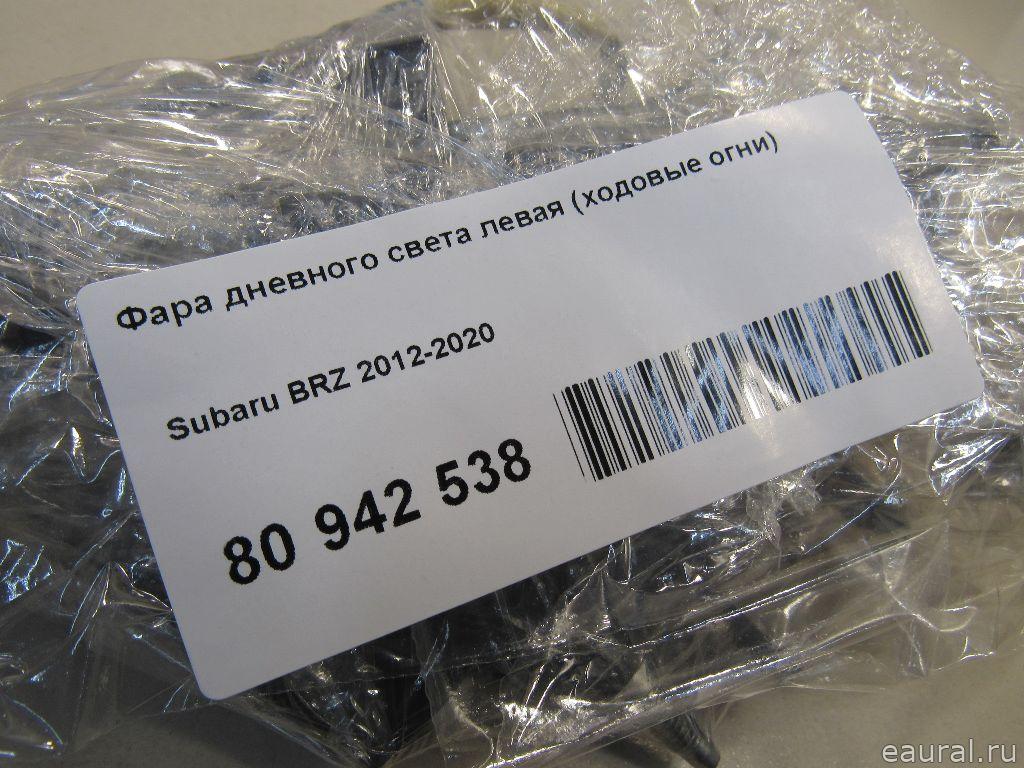 Фара дневного света левая (ходовые огни)
Subaru BRZ 2012-2020
80 942 538
eaural.ru